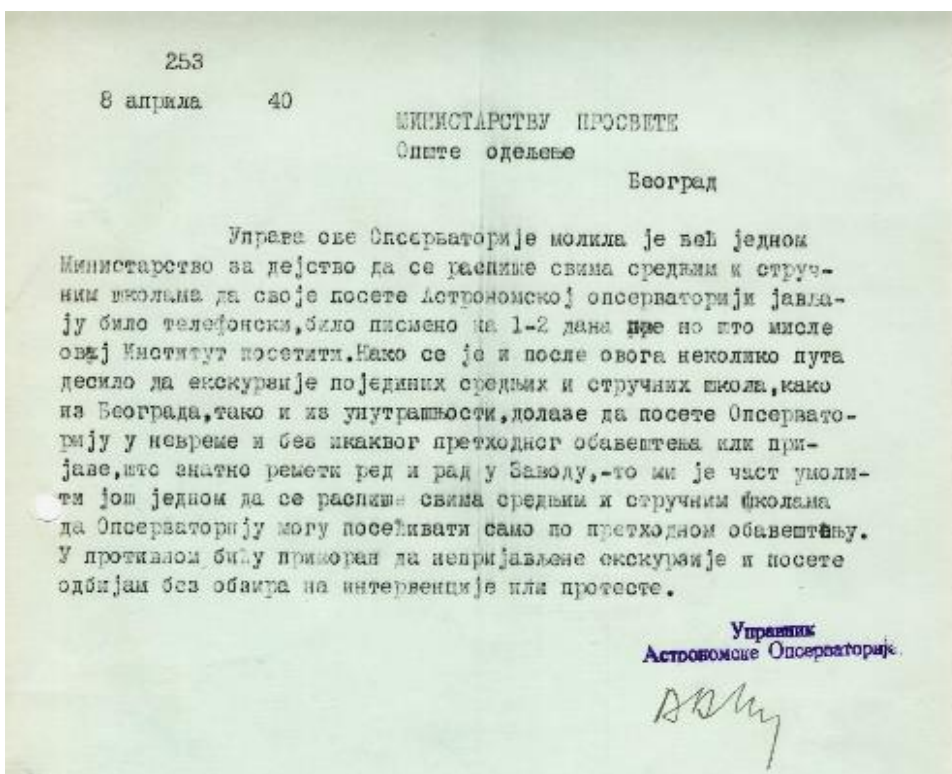 253
8 априла 40
МИНИСТАРСТВУ ПРОСВЕТЕ
Опште одељење
Београд
Управа ове Опсерваторије молила је већ једном
Министарство за дејство да се распише свима средњим и струч-
ним школама да своје посете Астрономској опсерваторији јавља-
ју било телефонски,било писмено на 1-2 дана пре но што мисле
овај Институт посетити.Како се је и после овога неколико пута
десило да екскурзије појединих средњих и стручних школа,како
из Београда,тако и из унутрашњости,долазе да посете Опсервато-
рију у невреме и без икаквог претходног обавештења или при-
јаве,што знатно ремети ред и рад у Заводу,-то ми је част умоли-
ти још једном да се распише свима средњим и стручним школама
да Опсерваторију могу посећивати само по претходном обавештењу.
У противном бићу приморан да непријављене екскурзије и посете
одбијам без обзира на интервенције или протесте.
Управник
Астрономске Опсерваторије